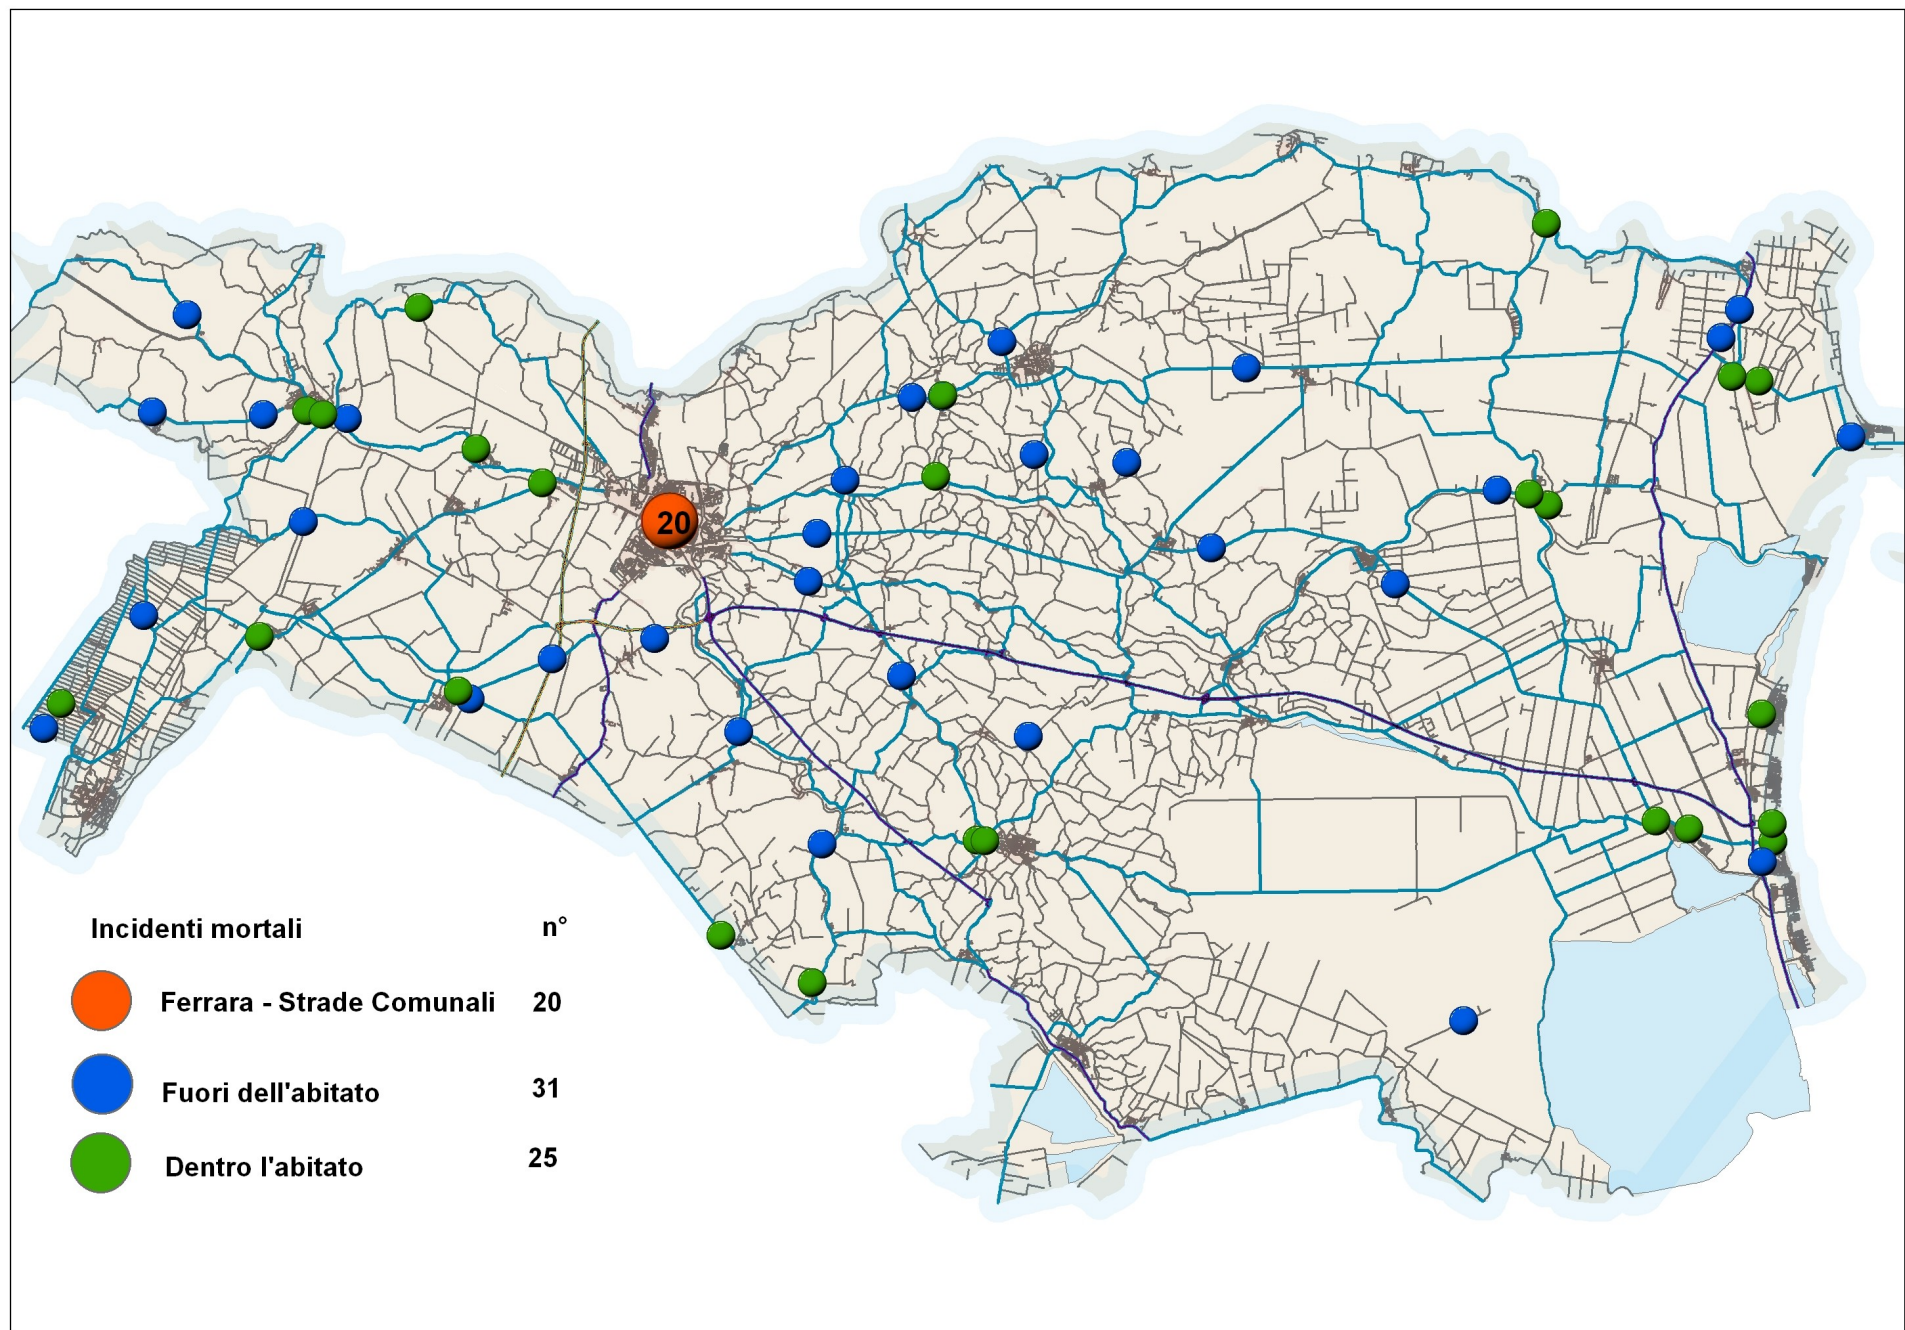 20
Incidenti mortali n°
Ferrara - Strade Comunali 20
Fuori dell'abitato 31
Dentro l'abitato 25